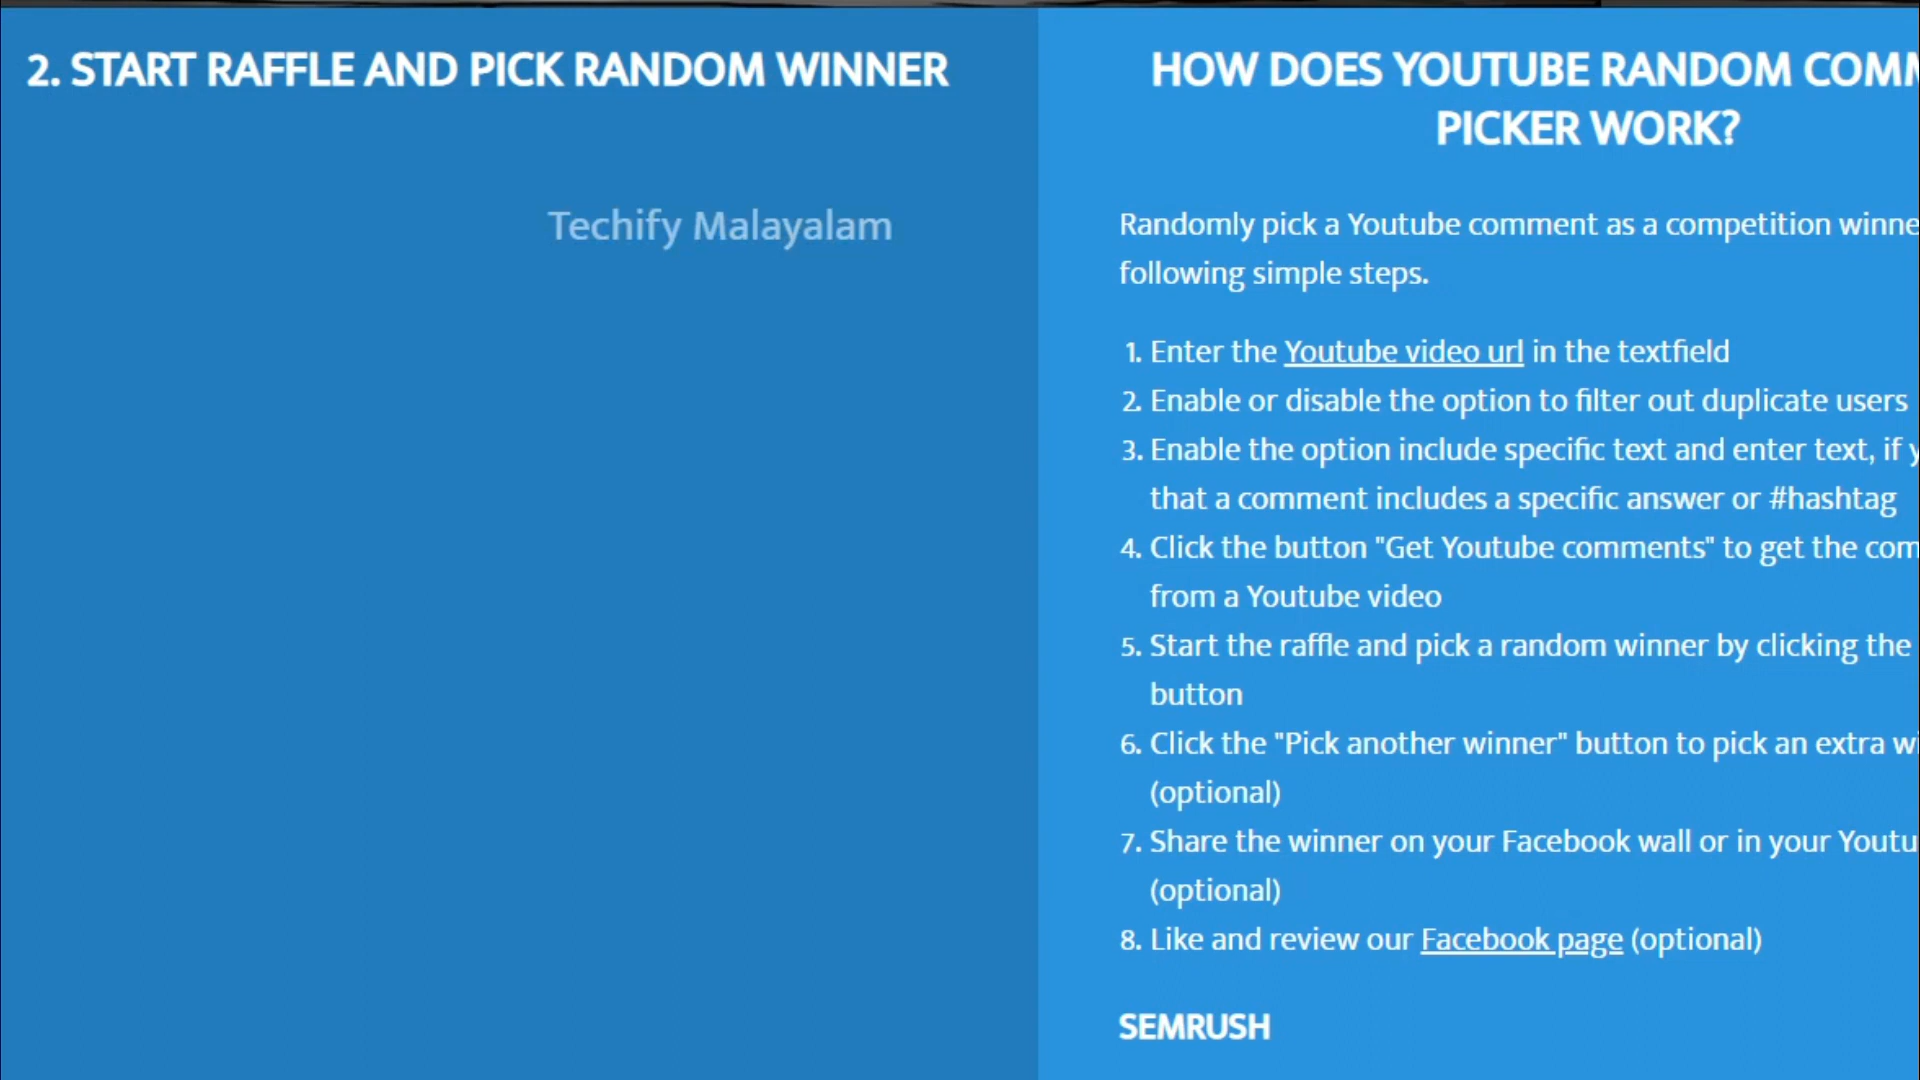 2. START RAFFLE AND PICK RANDOM WINNER
Techify Malayalam
HOW DOES YOUTUBE RANDOM COMM
PICKER WORK?
Randomly pick a Youtube comment as a competition winne
following simple steps.
1. Enter the Youtube video url in the textfield
2. Enable or disable the option to filter out duplicate users
3. Enable the option include specific text and enter text, if y
that a comment includes a specific answer or #hashtag
4. Click the button "Get Youtube comments" to get the com
from a Youtube video
5. Start the raffle and pick a random winner by clicking the
button
6. Click the "Pick another winner" button to pick an extra wi
(optional)
7. Share the winner on your Facebook wall or in your Youtu
(optional)
8. Like and review our Facebook page (optional)
SEMRUSH